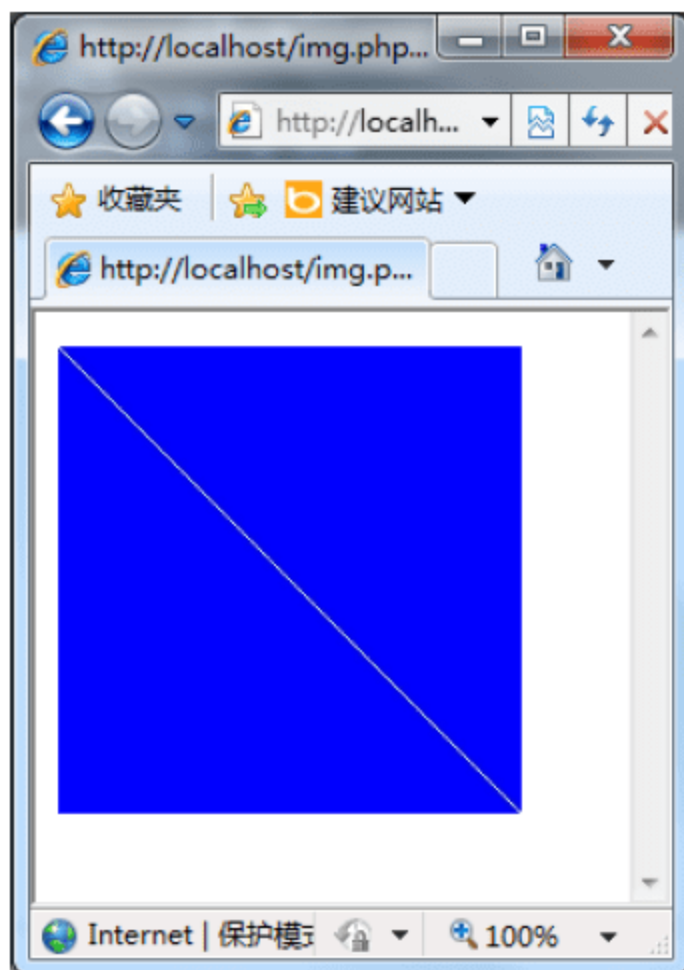 http://localhost/img.php...
http://localh...
收藏夹 建议网站
http://localhost/img.p...
Internet | 保护模 100%